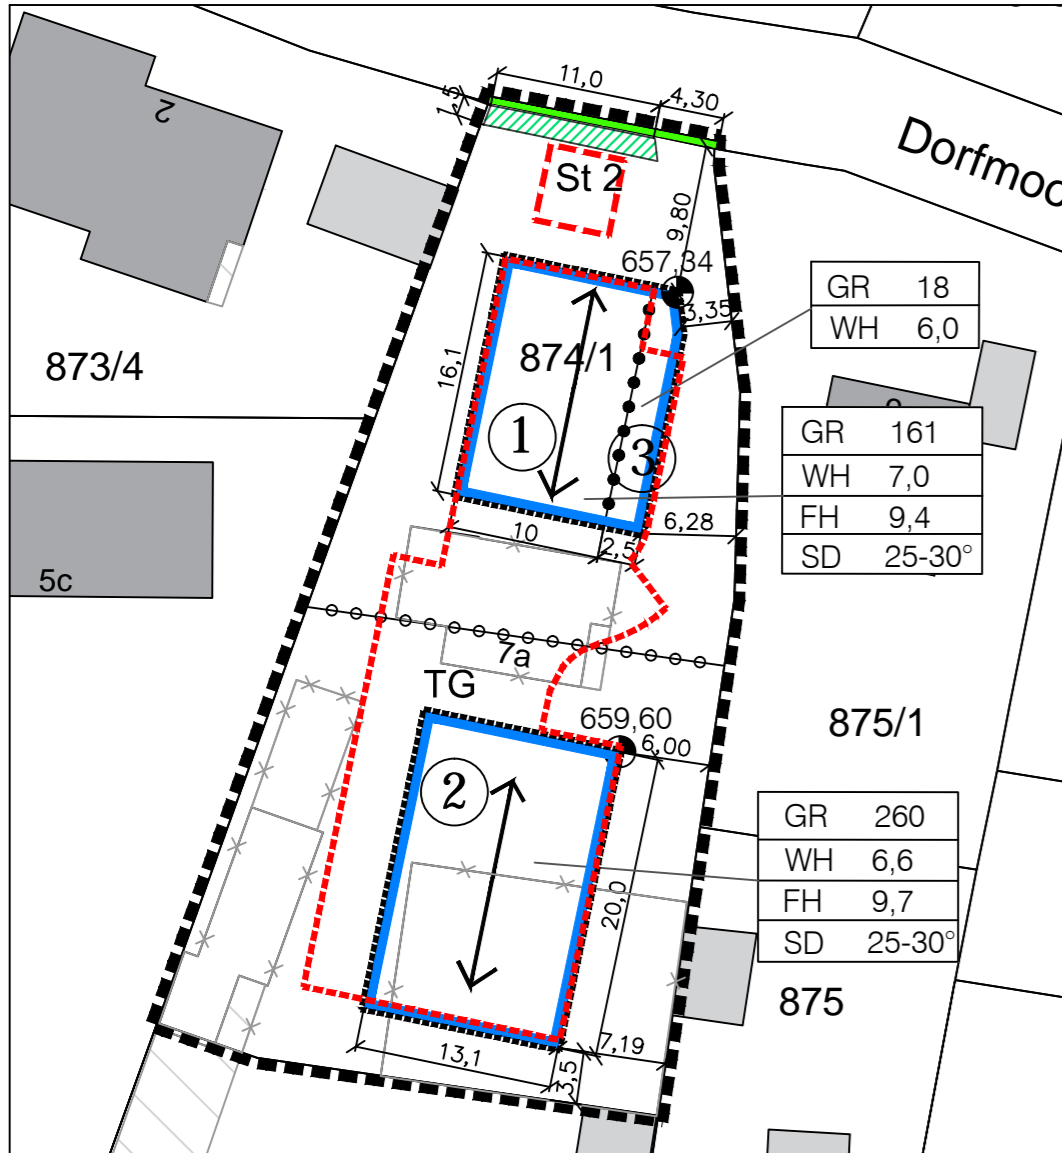 11,0
4,30
1,5
2
St 2
Dorfmoo
9,80
657,34
3,35
GR 18
WH 6,0
873/4
16,1
874/1
1
3
GR 161
WH 7,0
FH 9,4
SD 25-30°
10
2,5
6,28
5c
7a
TG
659,60
6,00
875/1
2
GR 260
WH 6,6
FH 9,7
SD 25-30°
20,0
875
13,1
3,5
7,19